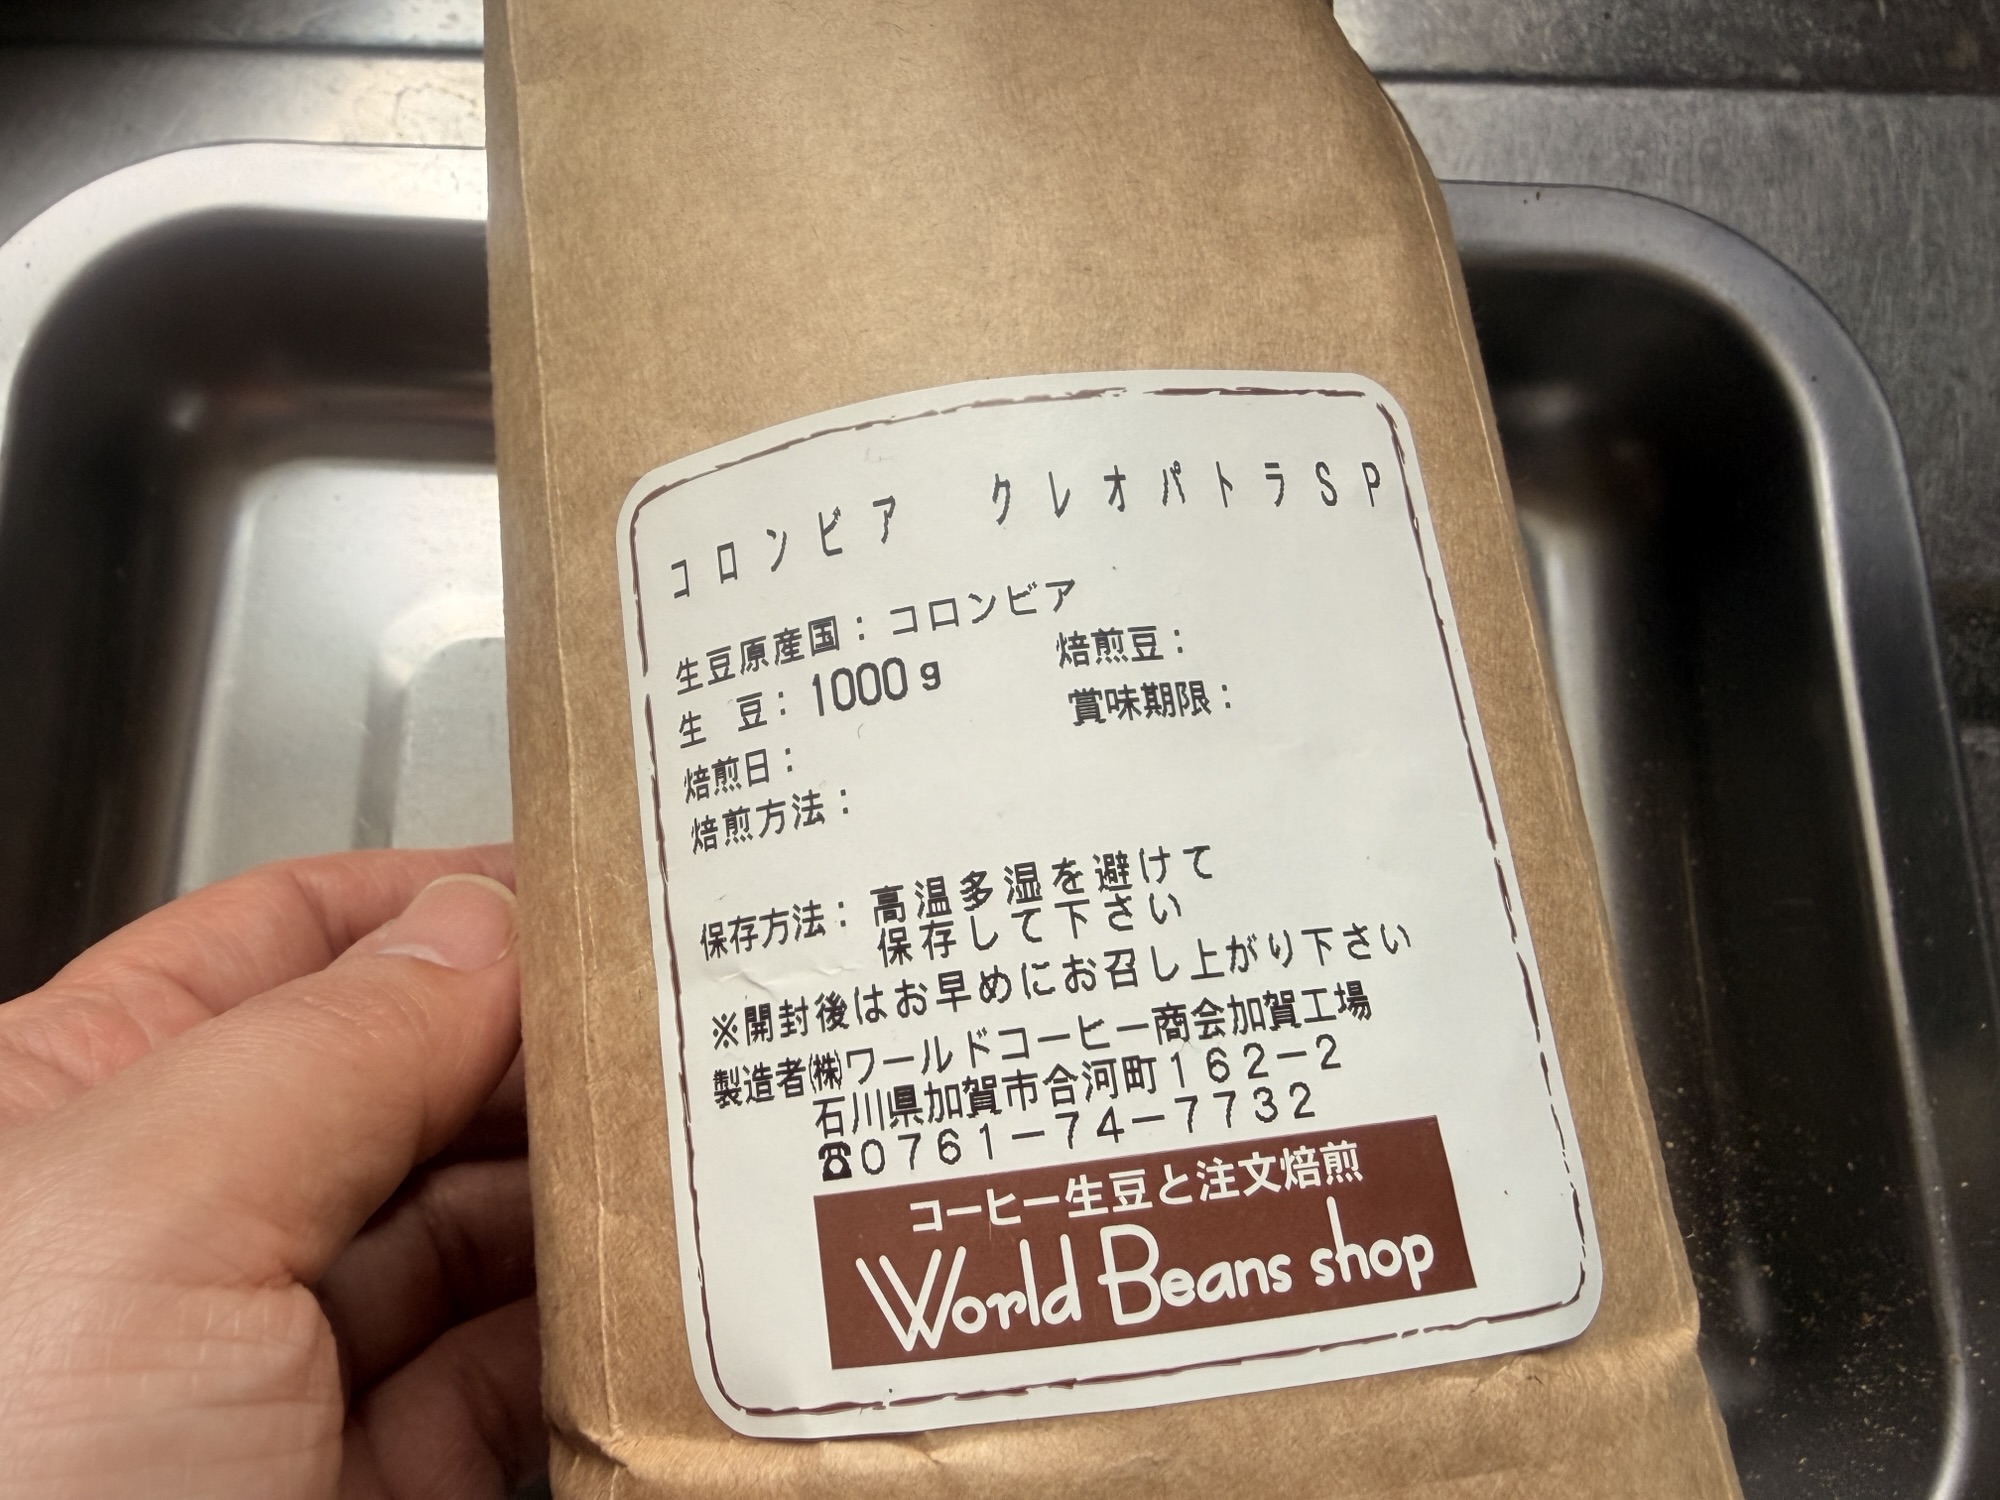 コロンビア　クレオパトラSP
生豆原産国：コロンビア
生　豆：1000g　焙煎豆：
焙煎日：　賞味期限：
焙煎方法：
保存方法：高温多湿を避けて
保存して下さい
※開封後はお早めにお召し上がり下さい
製造者㈱ワールドコーヒー商会加賀工場
石川県加賀市合河町162-2
☎0761-74-7732
コーヒー生豆と注文焙煎
World Beans shop